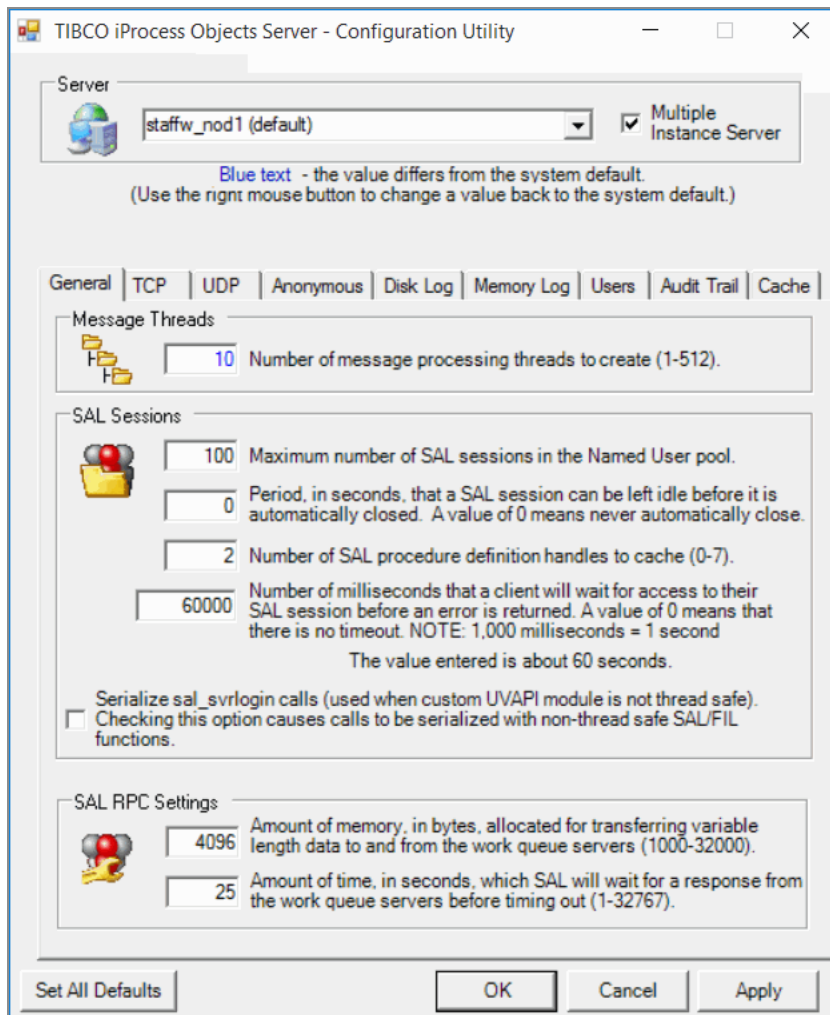 TIBCO iProcess Objects Server - Configuration Utility
Server
staffw_nod1 (default)
Multiple
Instance Server
Blue text - the value differs from the system default.
(Use the right mouse button to change a value back to the system default.)
General TCP UDP Anonymous Disk Log Memory Log Users Audit Trail Cache
Message Threads
10 Number of message processing threads to create (1-512).
SAL Sessions
100 Maximum number of SAL sessions in the Named User pool.
0 Period, in seconds, that a SAL session can be left idle before it is
automatically closed. A value of 0 means never automatically close.
2 Number of SAL procedure definition handles to cache (0-7).
60000 Number of milliseconds that a client will wait for access to their
SAL session before an error is returned. A value of 0 means that
there is no timeout. NOTE: 1,000 milliseconds = 1 second
The value entered is about 60 seconds.
Serialize sal_svrlogin calls (used when custom UVAPI module is not thread safe).
Checking this option causes calls to be serialized with non-thread safe SAL/FIL
functions.
SAL RPC Settings
4096 Amount of memory, in bytes, allocated for transferring variable
length data to and from the work queue servers (1000-32000).
25 Amount of time, in seconds, which SAL will wait for a response from
the work queue servers before timing out (1-32767).
Set All Defaults OK Cancel Apply